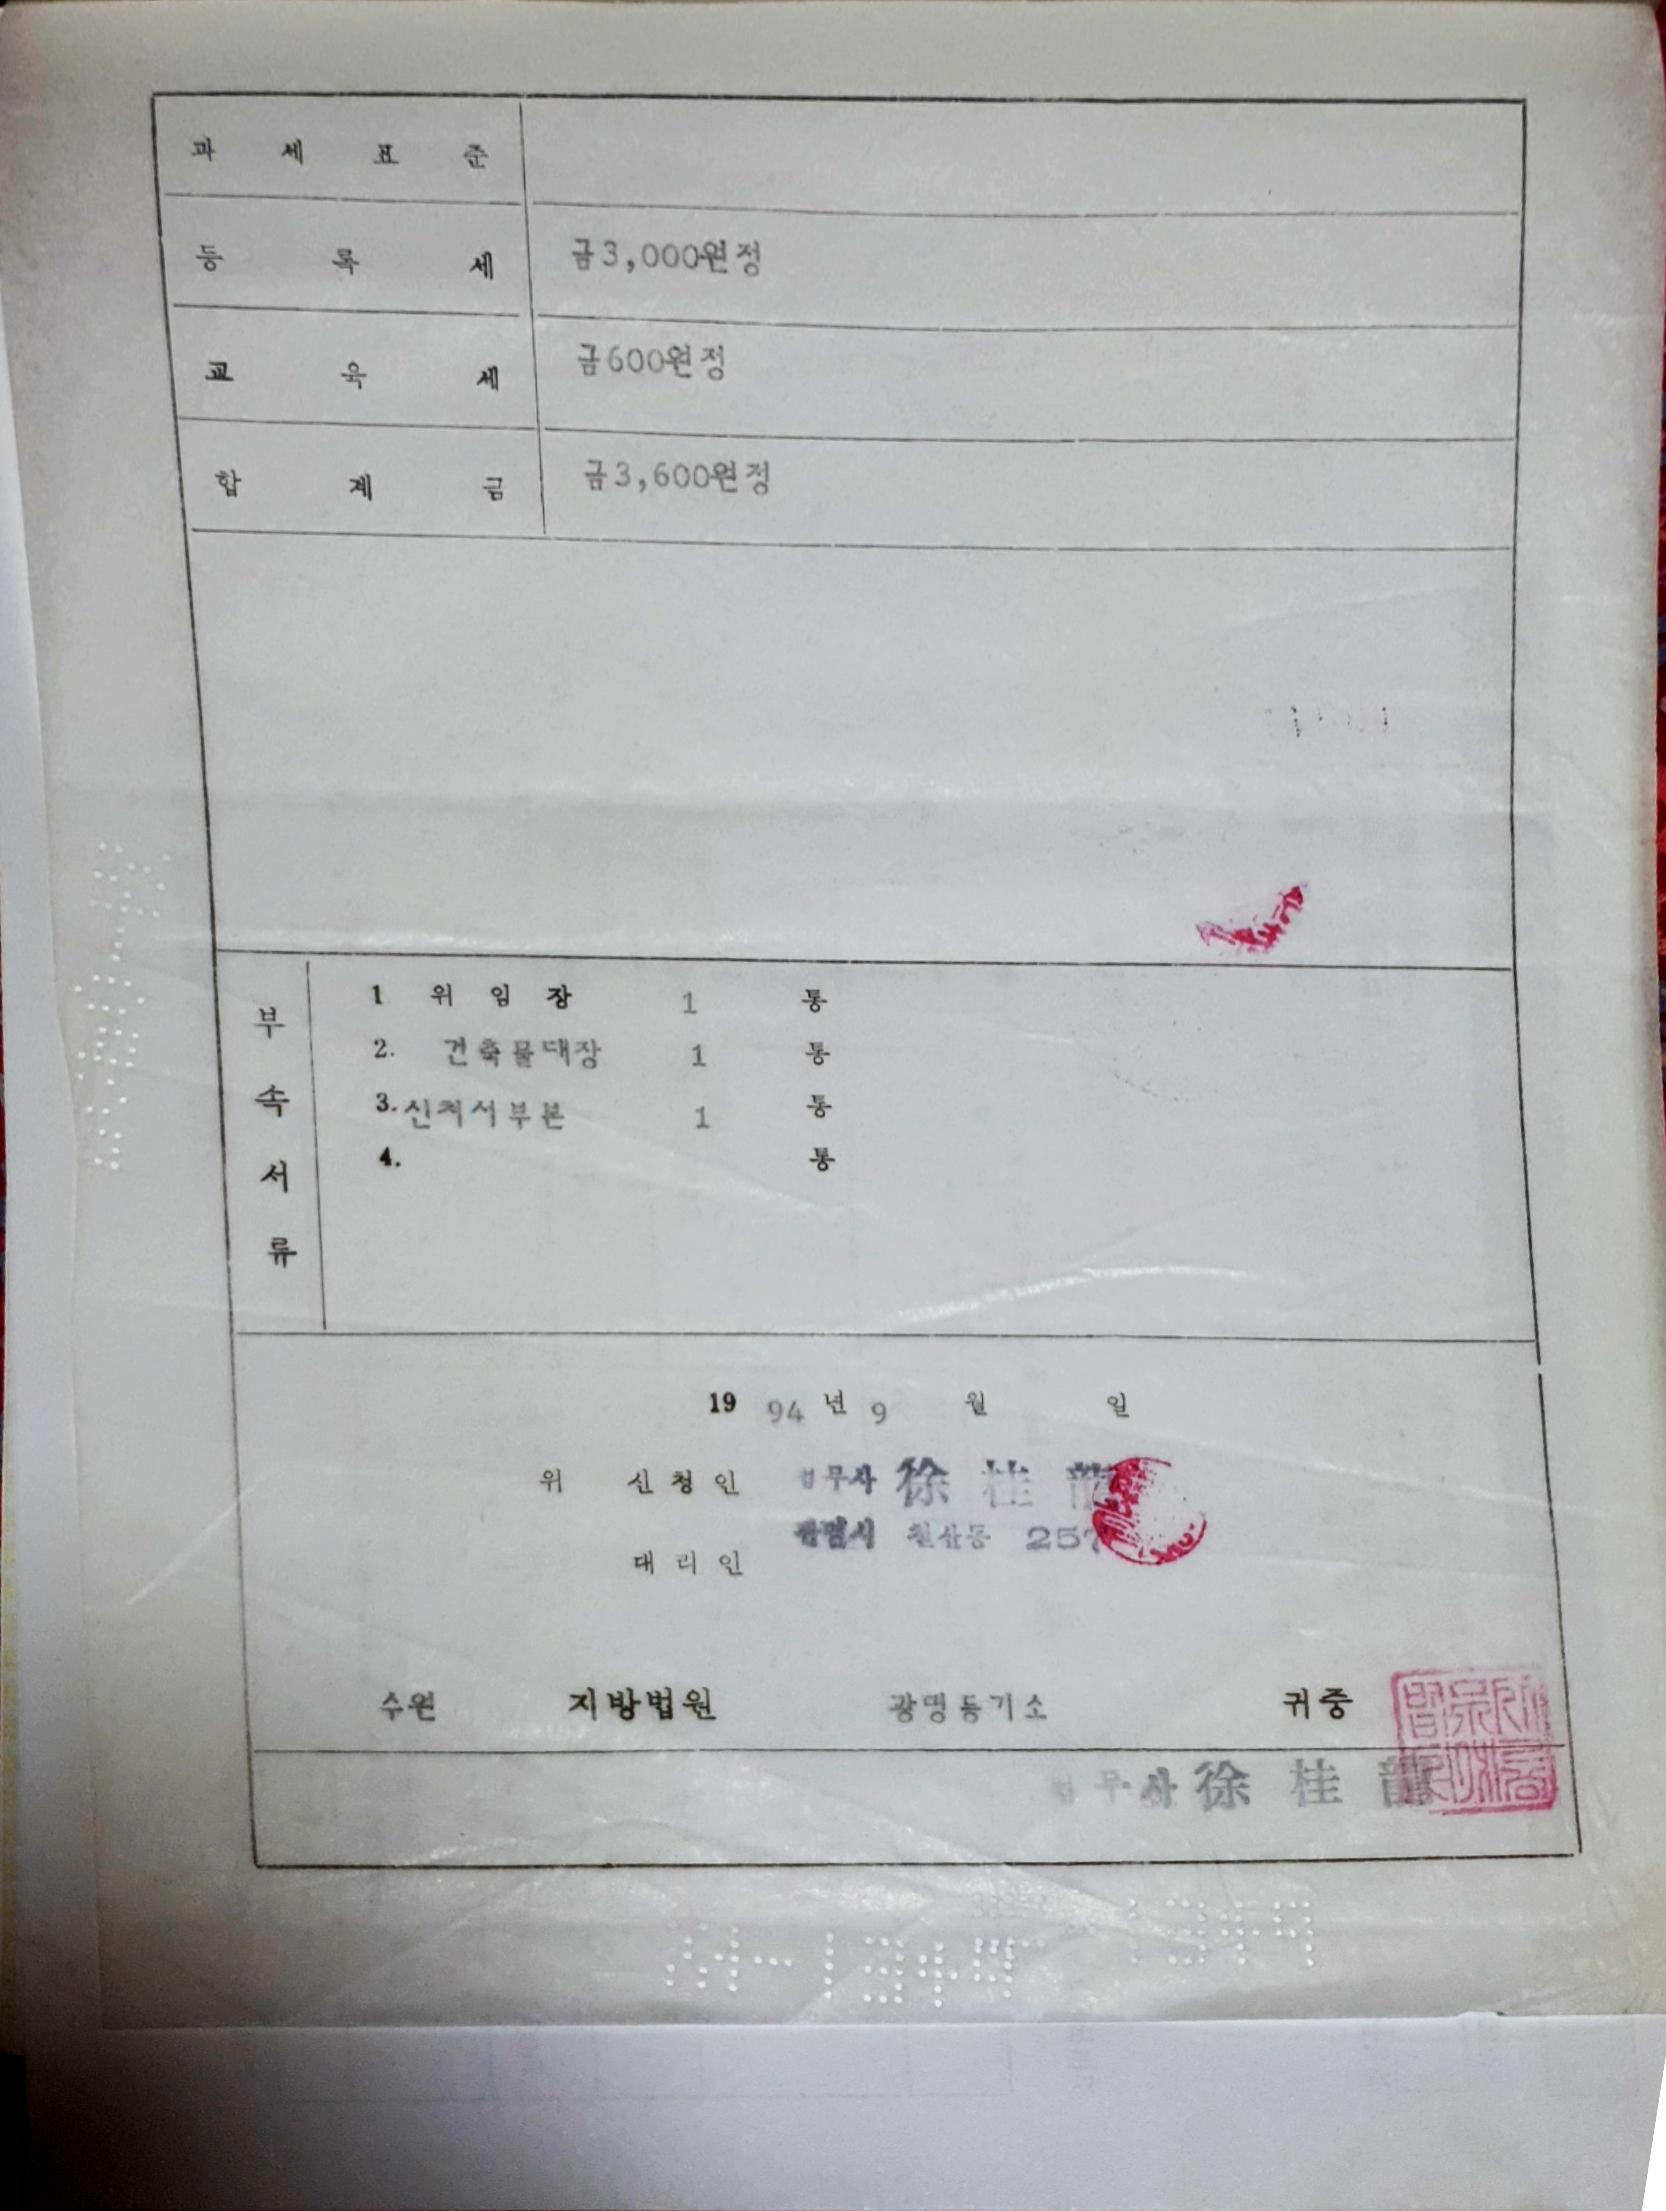 과 세 표 준
등 록 세 금3,000원정
교 육 세 금600원정
합 계 금 금3,600원정
부 속 서 류
1 위 임 장 1 통
2. 건축물대장 1 통
3. 신청서부본 1 통
4. 통
19 94 년 9 월 일
위 신청인 법무사 徐 桂 龍
광명시 철산동 257
대리인
수원 지방법원 광명등기소 귀중
법무사 徐 桂 龍